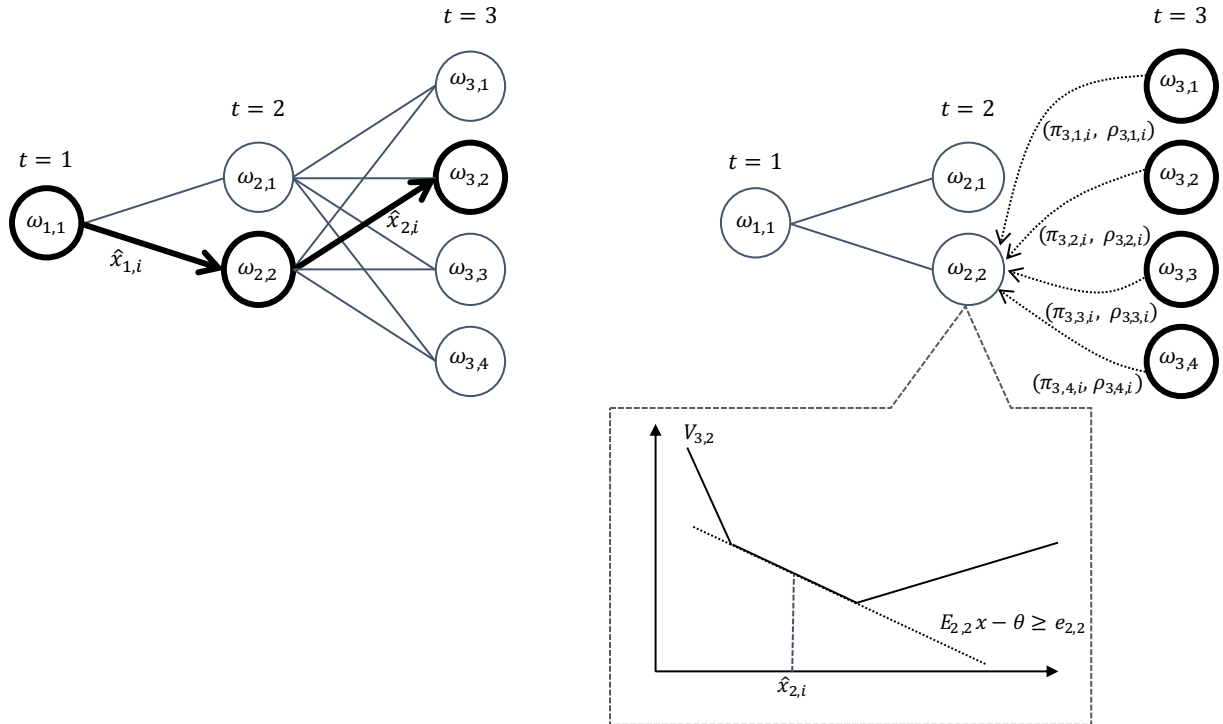 t = 3
ω3,1
t = 2
ω2,1
ω3,2
t = 1
ω1,1
x̂1,i
x̂2,i
ω2,2
ω3,3
ω3,4
t = 3
ω3,1
t = 2
(π3,1,i, ρ3,1,i)
t = 1
ω2,1
ω3,2
ω1,1
(π3,2,i, ρ3,2,i)
ω2,2
ω3,3
(π3,3,i, ρ3,3,i)
ω3,4
(π3,4,i, ρ3,4,i)
V3,2
E2,2x − θ ≥ e2,2
x̂2,i